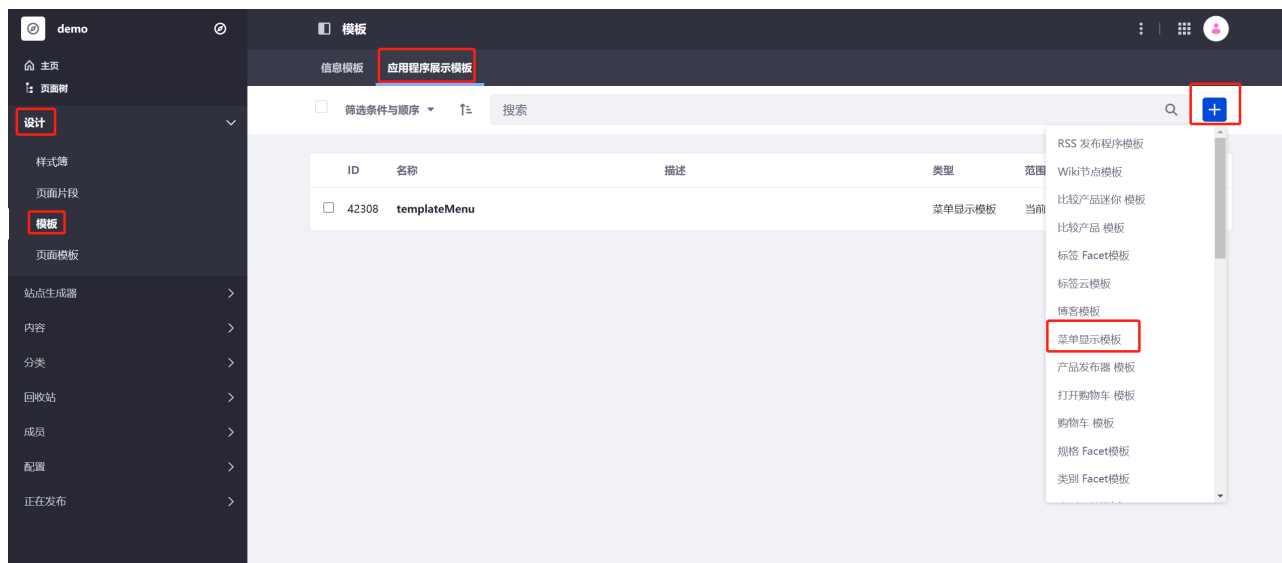 demo
主页
页面树
设计
样式簿
页面片段
模板
页面模板
站点生成器
内容
分类
回收站
成员
配置
正在发布
模板
信息模板 应用程序展示模板
筛选条件与顺序 搜索
ID 名称 描述 类型 范围
42308 templateMenu 菜单显示模板 当前
RSS 发布程序模板
Wiki节点模板
比较产品迷你 模板
比较产品 模板
标签 Facet模板
标签云模板
博客模板
菜单显示模板
产品发布器 模板
打开购物车 模板
购物车 模板
规格 Facet模板
类别 Facet模板